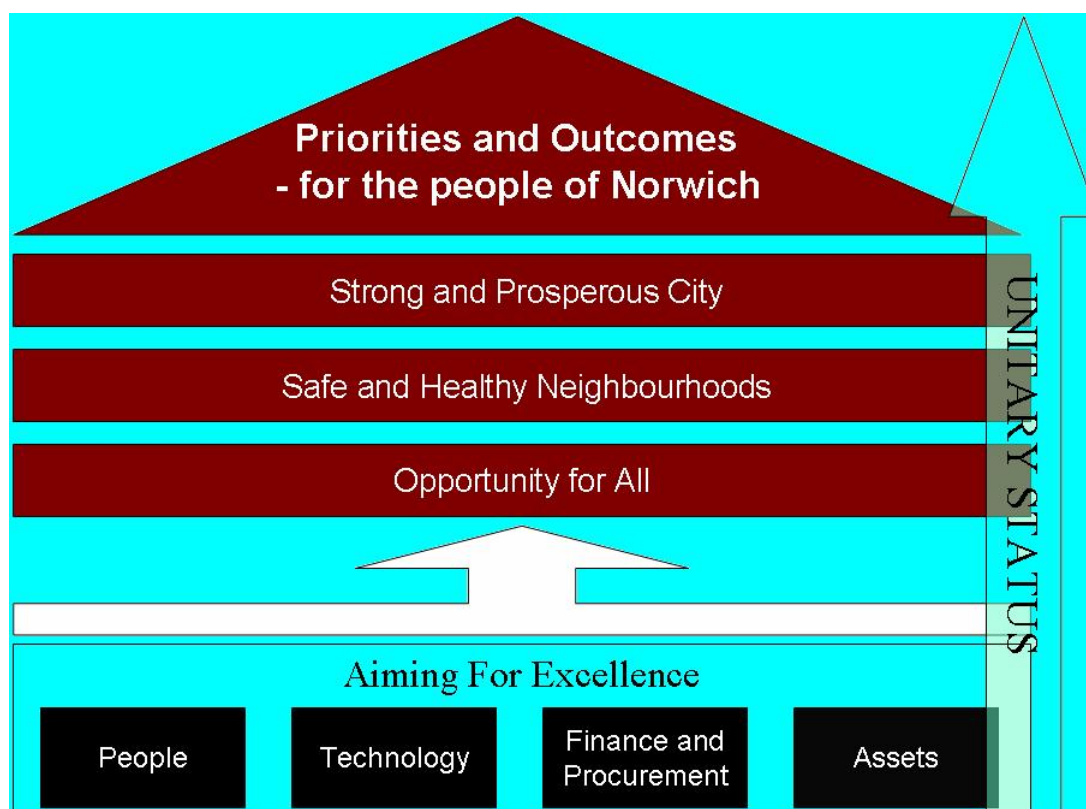 Priorities and Outcomes
- for the people of Norwich
Strong and Prosperous City
Safe and Healthy Neighbourhoods
Opportunity for All
UNITARY STATUS
Aiming For Excellence
People
Technology
Finance and
Procurement
Assets